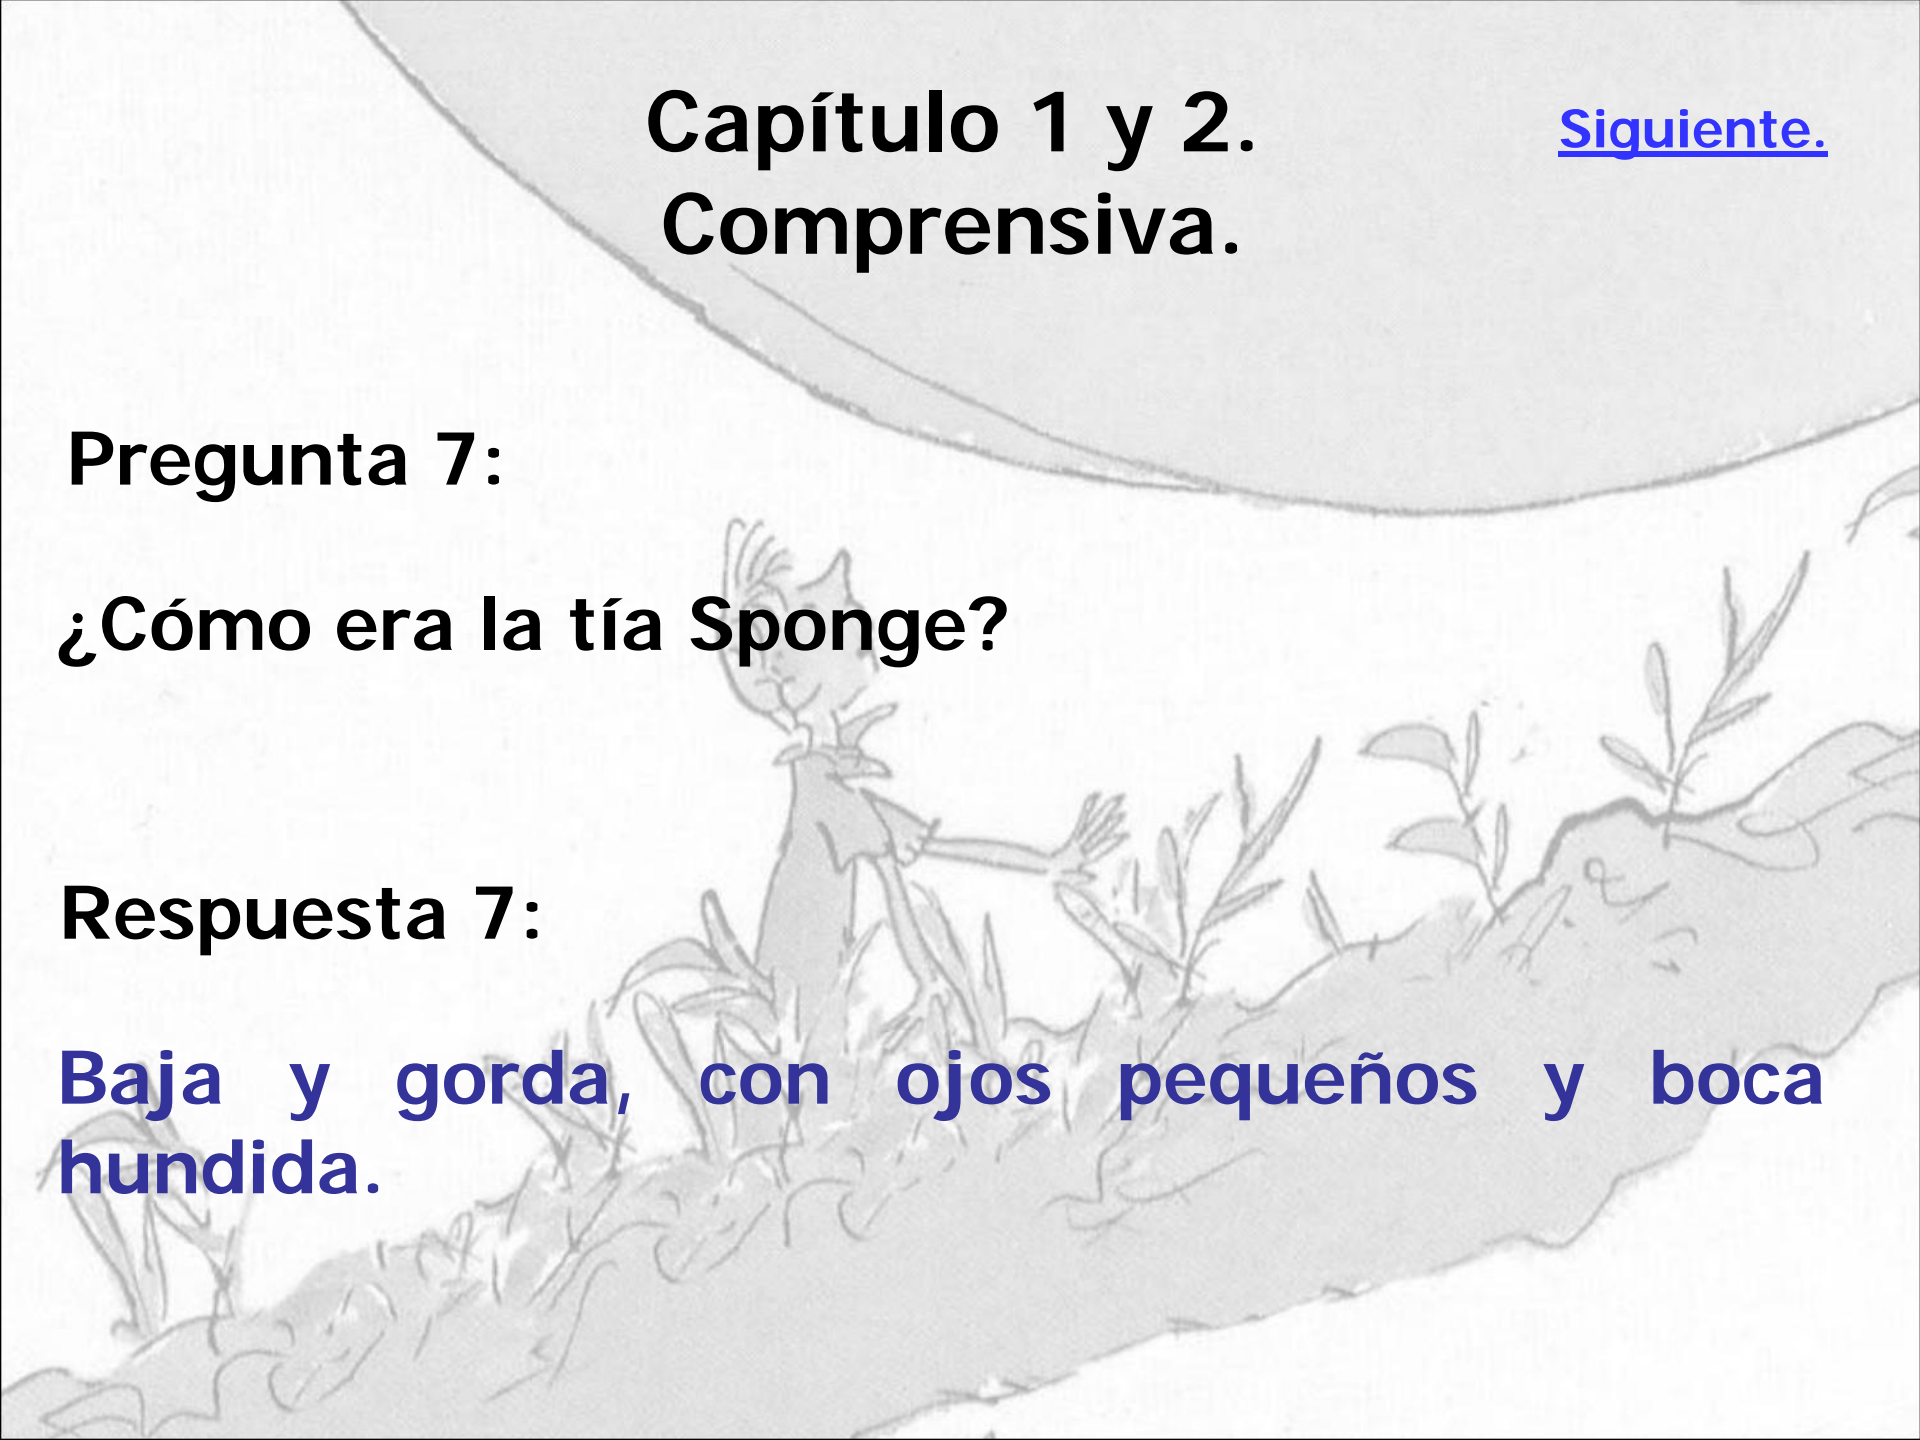 Capítulo 1 y 2.
Comprensiva.
Siguiente.
Pregunta 7:
¿Cómo era la tía Sponge?
Respuesta 7:
Baja y gorda, con ojos pequeños y boca
hundida.